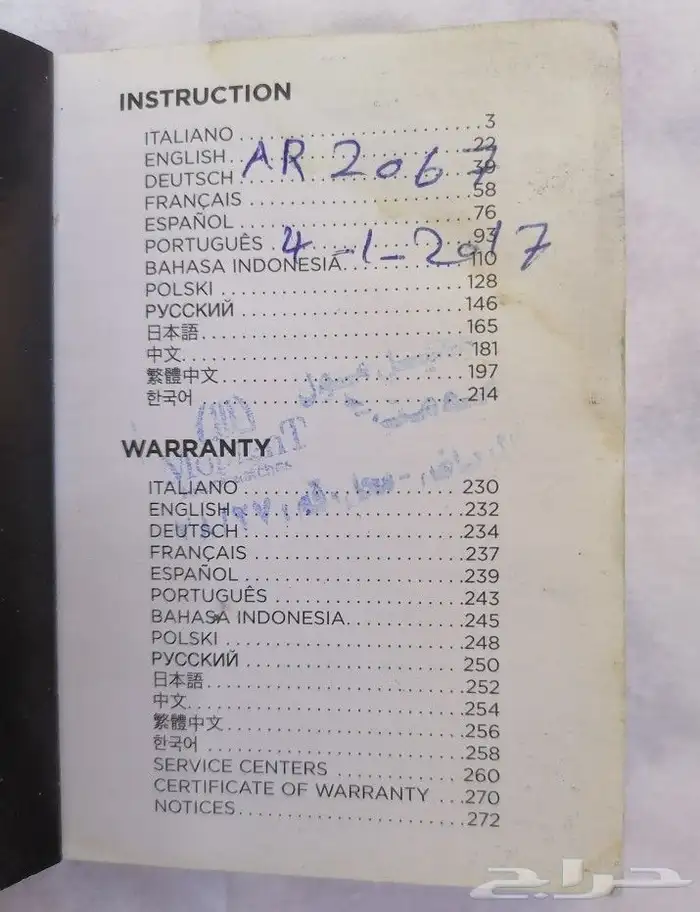 INSTRUCTION
ITALIANO ........................ 3
ENGLISH ........................ 22
AR 2067
DEUTSCH ........................ 39
FRANÇAIS ........................ 58
ESPAÑOL ........................ 76
PORTUGUÊS ........................ 93
4-1-2017
BAHASA INDONESIA ........................ 110
POLSKI ........................ 128
РУССКИЙ ........................ 146
日本語 ........................ 165
中文 ........................ 181
繁體中文 ........................ 197
한국어 ........................ 214
WARRANTY
ITALIANO ........................ 230
ENGLISH ........................ 232
DEUTSCH ........................ 234
FRANÇAIS ........................ 237
ESPAÑOL ........................ 239
PORTUGUÊS ........................ 243
BAHASA INDONESIA ........................ 245
POLSKI ........................ 248
РУССКИЙ ........................ 250
日本語 ........................ 252
中文 ........................ 254
繁體中文 ........................ 256
한국어 ........................ 258
SERVICE CENTERS ............ 260
CERTIFICATE OF WARRANTY ... 270
NOTICES ........................ 272
حراج